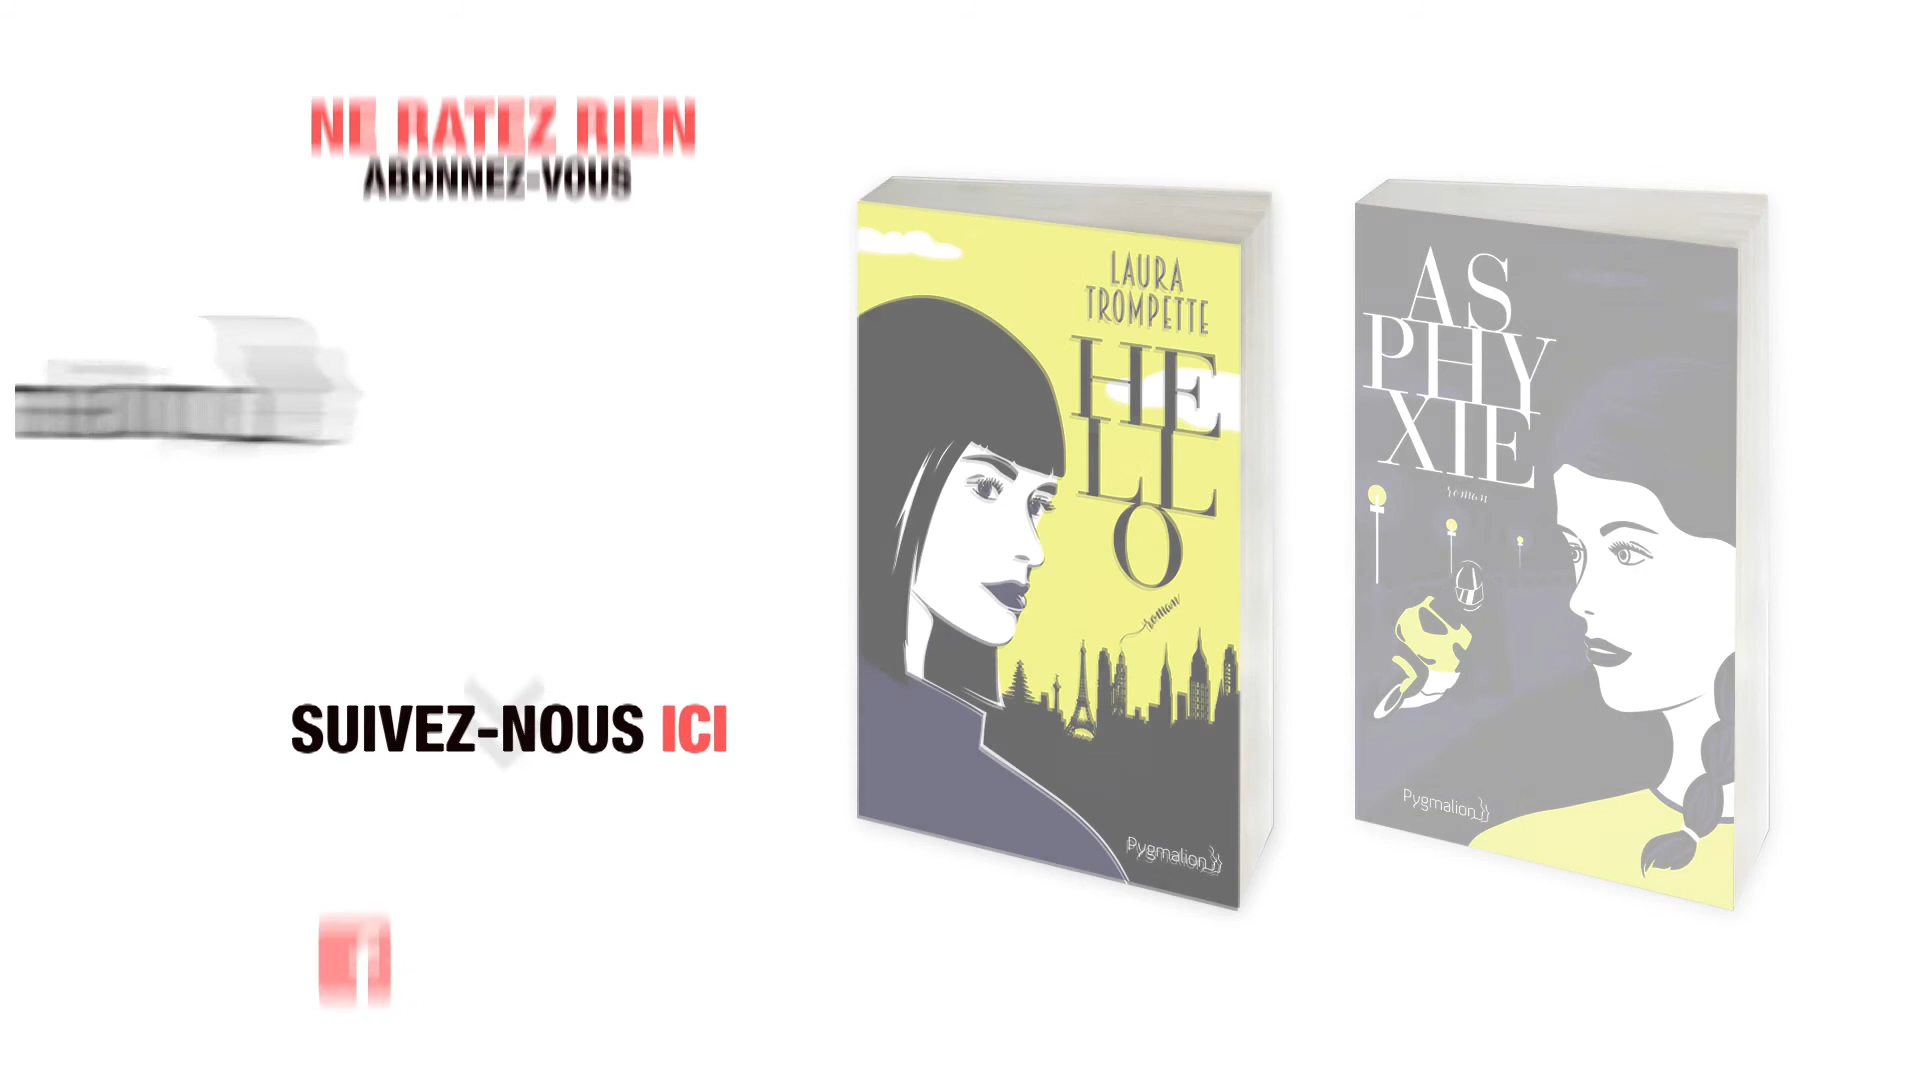 NE RATEZ RIEN
ABONNEZ-VOUS
SUIVEZ-NOUS ICI
LAURA
TROMPETTE
HE
LL
O
roman
Pygmalion
AS
PHY
XIE
roman
Pygmalion